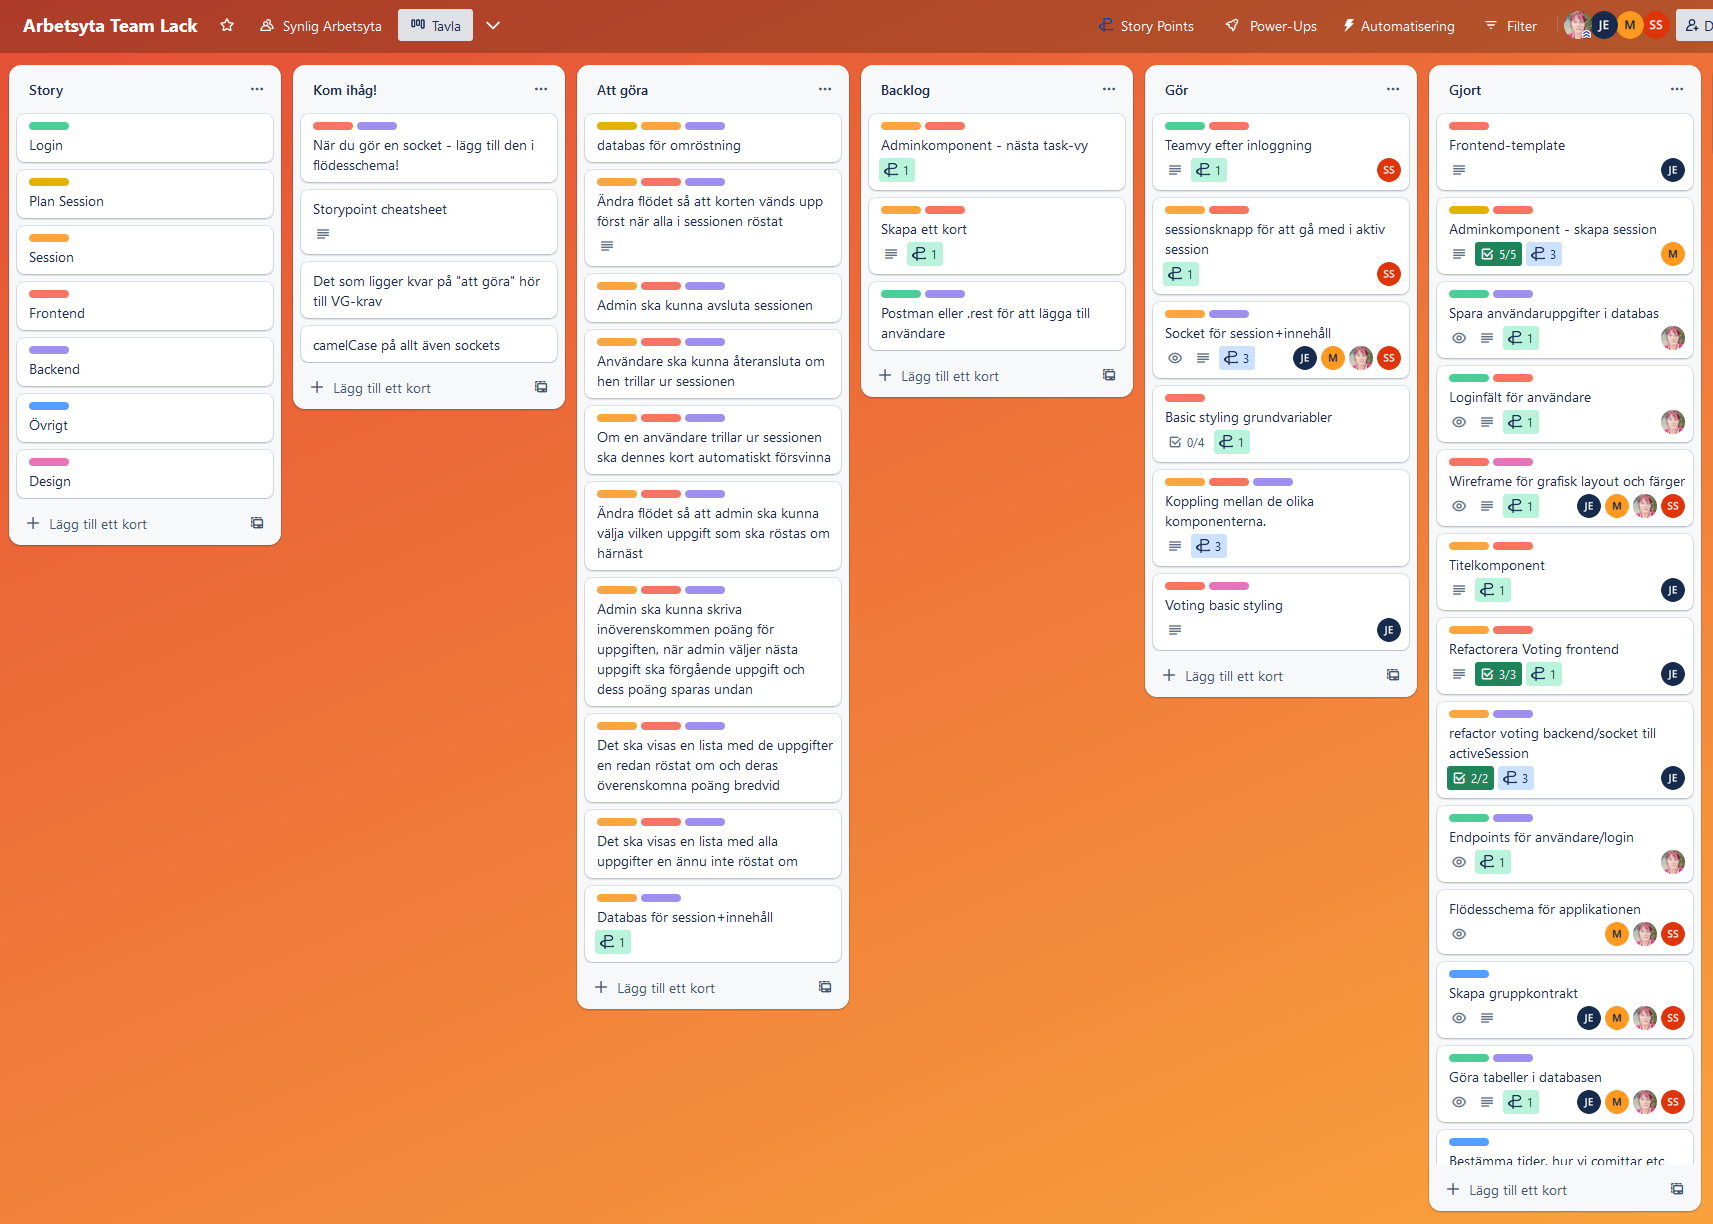 Arbetsyta Team Lack
Synlig Arbetsyta
Tavla
Story Points
Power-Ups
Automatisering
Filter
JE
M
SS
Story
Login
Plan Session
Session
Frontend
Backend
Övrigt
Design
Lägg till ett kort
Kom ihåg!
När du gör en socket - lägg till den i
flödesschema!
Storypoint cheatsheet
Det som ligger kvar på "att göra" hör
till VG-krav
camelCase på allt även sockets
Lägg till ett kort
Att göra
databas för omröstning
Ändra flödet så att korten vänds upp
först när alla i sessionen röstat
Admin ska kunna avsluta sessionen
Användare ska kunna återansluta om
hen trillar ur sessionen
Om en användare trillar ur sessionen
ska dennes kort automatiskt försvinna
Ändra flödet så att admin ska kunna
välja vilken uppgift som ska röstas om
härnäst
Admin ska kunna skriva
inöverenskommen poäng för
uppgiften, när admin väljer nästa
uppgift ska förgående uppgift och
dess poäng sparas undan
Det ska visas en lista med de uppgifter
en redan röstat om och deras
överenskomna poäng bredvid
Det ska visas en lista med alla
uppgifter en ännu inte röstat om
Databas för session+innehåll
1
Lägg till ett kort
Backlog
Adminkomponent - nästa task-vy
1
Skapa ett kort
1
Postman eller .rest för att lägga till
användare
Lägg till ett kort
Gör
Teamvy efter inloggning
1 SS
sessionsknapp för att gå med i aktiv
session
1 SS
Socket för session+innehåll
3 JE M SS
Basic styling grundvariabler
0/4 1
Koppling mellan de olika
komponenterna.
3
Voting basic styling
JE
Lägg till ett kort
Gjort
Frontend-template
JE
Adminkomponent - skapa session
5/5 3 M
Spara användaruppgifter i databas
1
Loginfält för användare
1
Wireframe för grafisk layout och färger
1 JE M SS
Titelkomponent
1 JE
Refactorera Voting frontend
3/3 1 JE
refactor voting backend/socket till
activeSession
2/2 3 JE
Endpoints för användare/login
1
Flödesschema för applikationen
M SS
Skapa gruppkontrakt
JE M SS
Göra tabeller i databasen
1 JE M SS
Bestämma tider, hur vi comittar etc
Lägg till ett kort